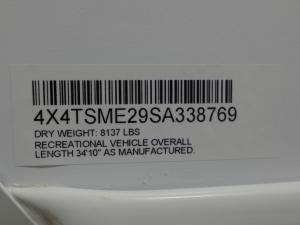 4X4TSME29SA338769
DRY WEIGHT: 8137 LBS
RECREATIONAL VEHICLE OVERALL
LENGTH 34'10" AS MANUFACTURED.